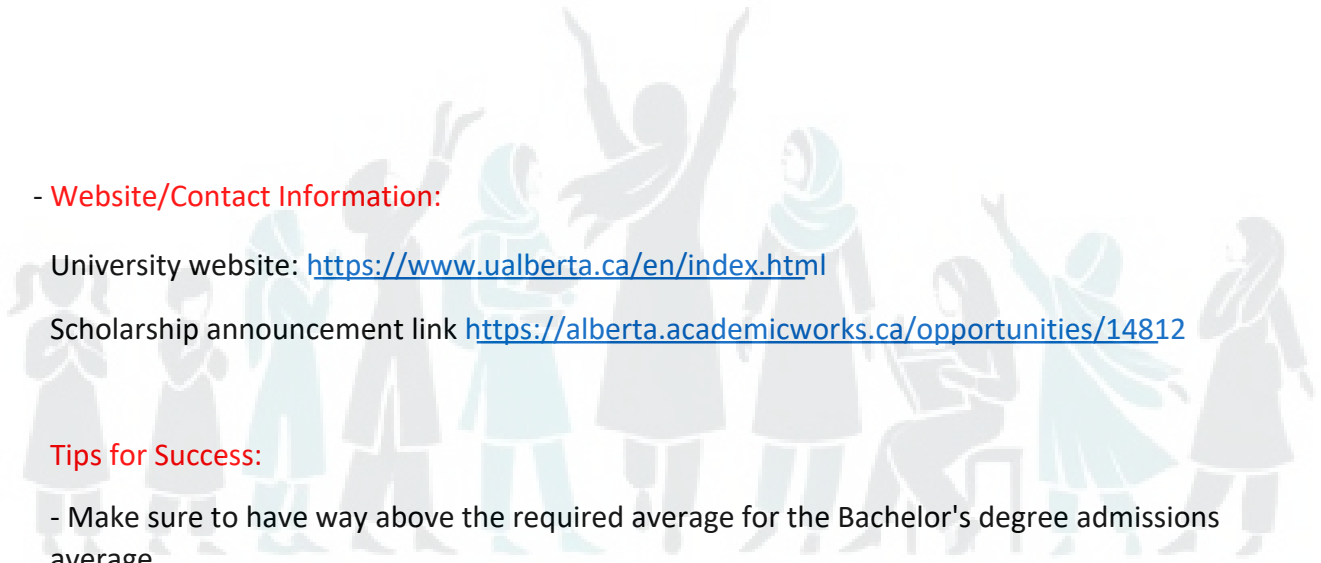 - Website/Contact Information:
University website: https://www.ualberta.ca/en/index.html
Scholarship announcement link https://alberta.academicworks.ca/opportunities/14812
Tips for Success:
- Make sure to have way above the required average for the Bachelor's degree admissions
average